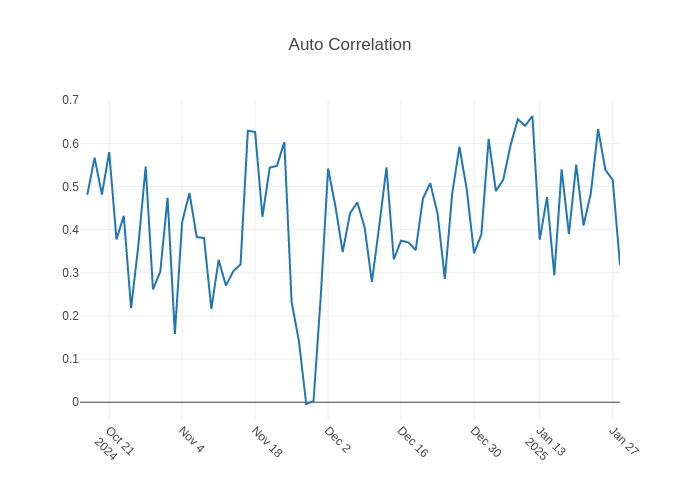 Auto Correlation
0.7
0.6
0.5
0.4
0.3
0.2
0.1
0
Oct 21
2024
Nov 4
Nov 18
Dec 2
Dec 16
Dec 30
Jan 13
2025
Jan 27